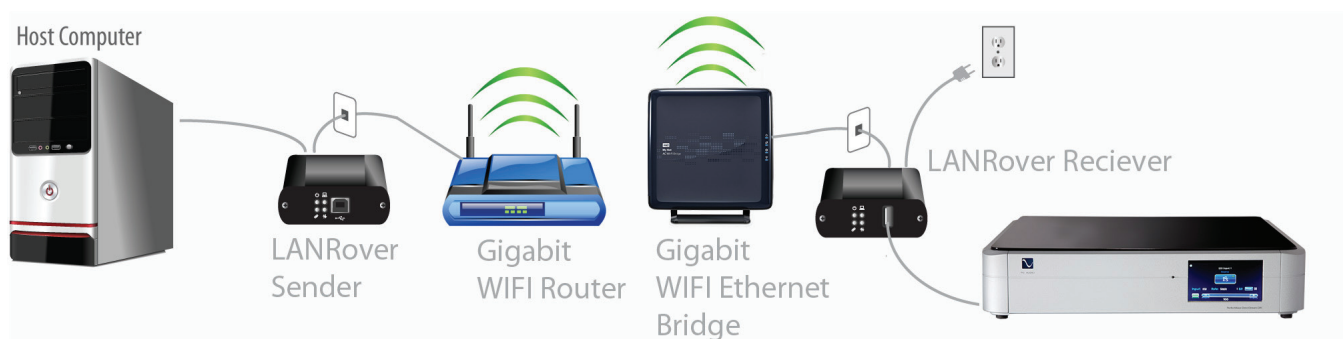 Host Computer
LANRover
Sender
Gigabit
WIFI Router
Gigabit
WIFI Ethernet
Bridge
LANRover Reciever